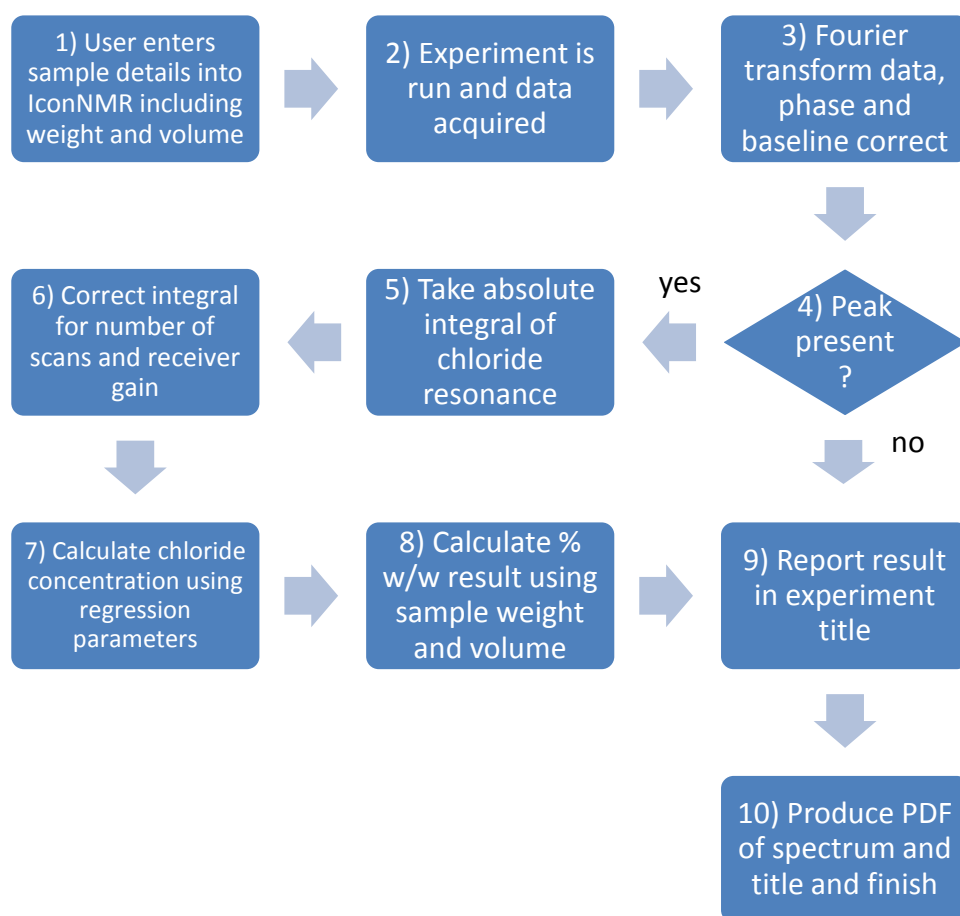 1) User enters
sample details into
IconNMR including
weight and volume
2) Experiment is
run and data
acquired
3) Fourier
transform data,
phase and
baseline correct
4) Peak
present
?
yes
no
5) Take absolute
integral of
chloride
resonance
6) Correct integral
for number of
scans and receiver
gain
7) Calculate chloride
concentration using
regression
parameters
8) Calculate %
w/w result using
sample weight
and volume
9) Report result
in experiment
title
10) Produce PDF
of spectrum and
title and finish